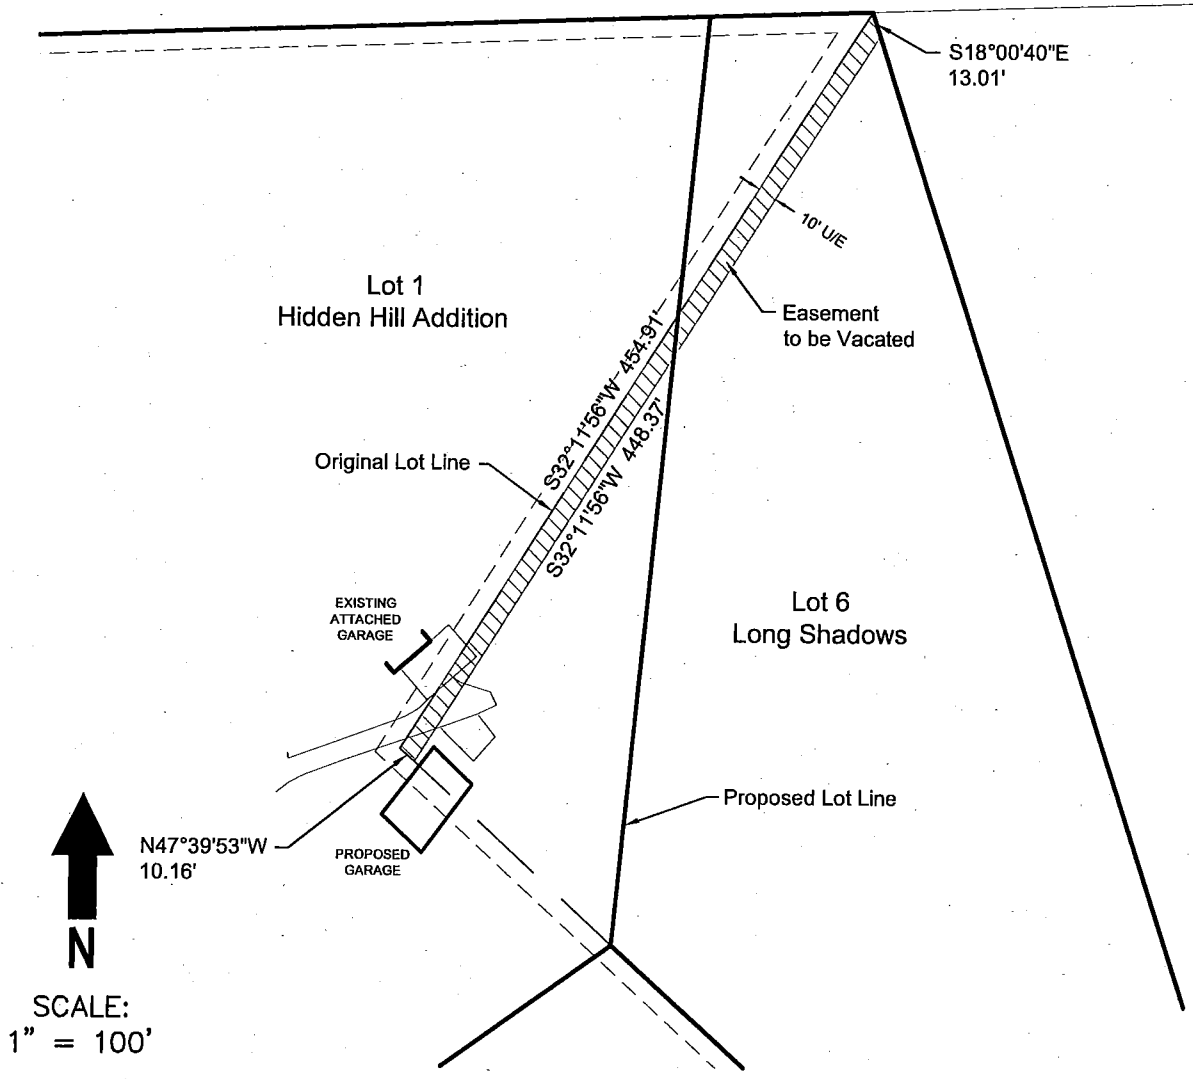 S18°00'40"E
13.01'
10' U/E
Lot 1
Hidden Hill Addition
Easement
to be Vacated
S32°11'56"W 454.91'
S32°11'56"W 448.37'
Original Lot Line
EXISTING
ATTACHED
GARAGE
Lot 6
Long Shadows
Proposed Lot Line
N47°39'53"W
10.16'
PROPOSED
GARAGE
N
SCALE:
1" = 100'